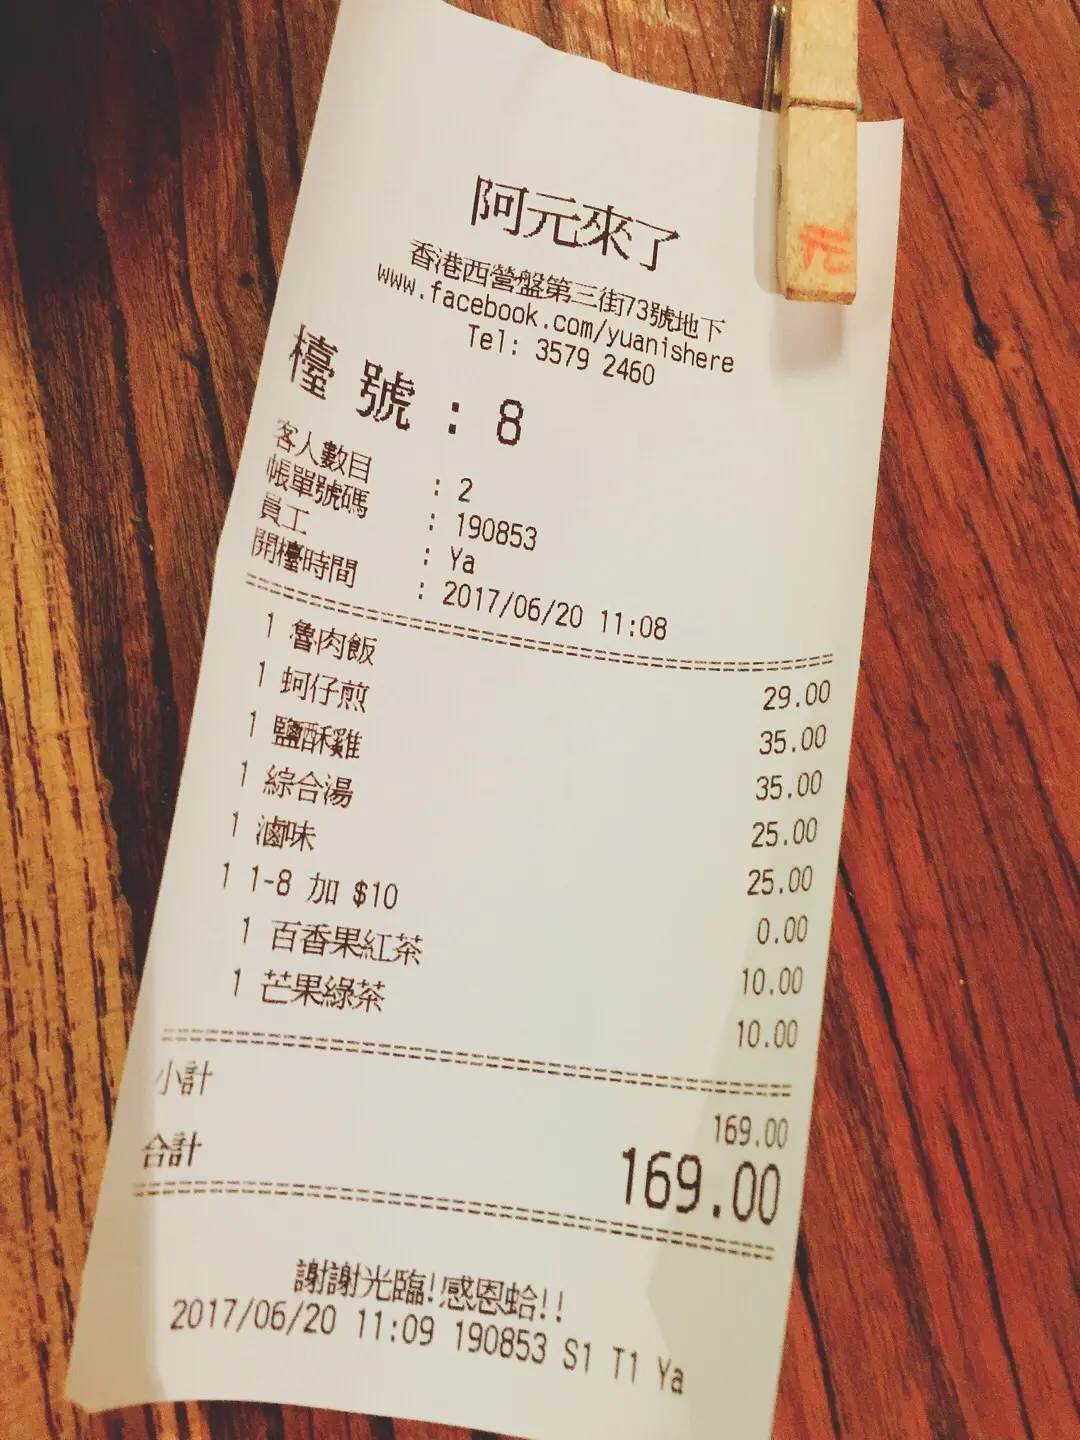 阿元來了
香港西營盤第三街73號地下
www.facebook.com/yuanishere
Tel: 3579 2460
檯 號 : 8
客人數目 : 2
帳單號碼 : 190853
員工 : Ya
開檯時間 : 2017/06/20 11:08
1 魯肉飯 29.00
1 蚵仔煎 35.00
1 鹽酥雞 35.00
1 綜合湯 25.00
1 滷味 25.00
1 1-8 加 $10 0.00
1 百香果紅茶 10.00
1 芒果綠茶 10.00
小計 169.00
合計 169.00
謝謝光臨!感恩蛤!!
2017/06/20 11:09 190853 S1 T1 Ya
元